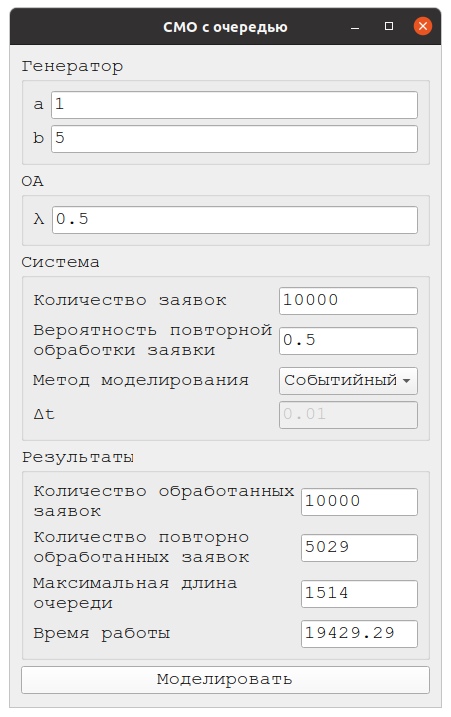 СМО с очередью
Генератор
a 1
b 5
ОА
λ 0.5
Система
Количество заявок 10000
Вероятность повторной
обработки заявки 0.5
Метод моделирования Событийный
Δt 0.01
Результаты
Количество обработанных
заявок 10000
Количество повторно
обработанных заявок 5029
Максимальная длина
очереди 1514
Время работы 19429.29
Моделировать